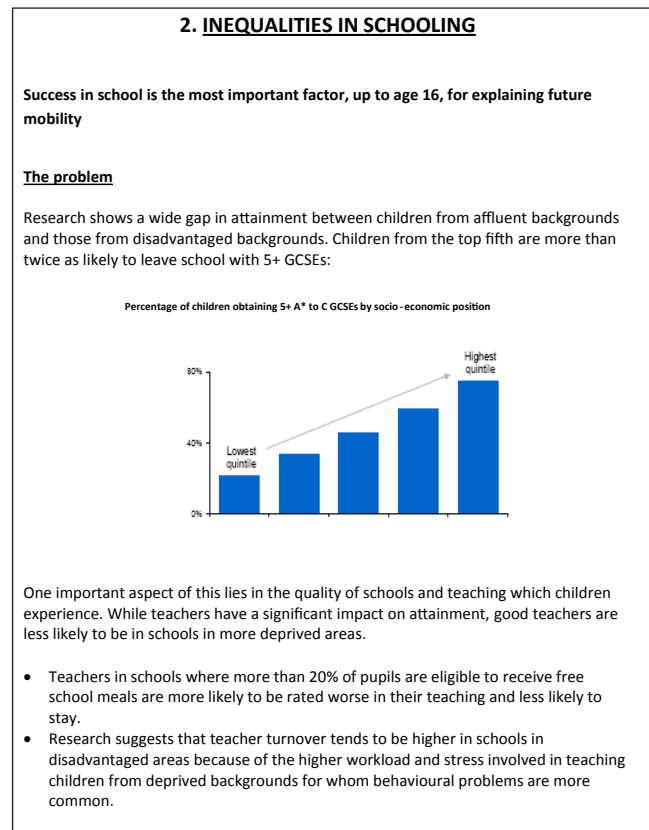 2. INEQUALITIES IN SCHOOLING
Success in school is the most important factor, up to age 16, for explaining future
mobility
The problem
Research shows a wide gap in attainment between children from affluent backgrounds
and those from disadvantaged backgrounds. Children from the top fifth are more than
twice as likely to leave school with 5+ GCSEs:
Percentage of children obtaining 5+ A* to C GCSEs by socio-economic position
Highest
quintile
80%
40%
Lowest
quintile
0%
One important aspect of this lies in the quality of schools and teaching which children
experience. While teachers have a significant impact on attainment, good teachers are
less likely to be in schools in more deprived areas.
• Teachers in schools where more than 20% of pupils are eligible to receive free
school meals are more likely to be rated worse in their teaching and less likely to
stay.
• Research suggests that teacher turnover tends to be higher in schools in
disadvantaged areas because of the higher workload and stress involved in teaching
children from deprived backgrounds for whom behavioural problems are more
common.